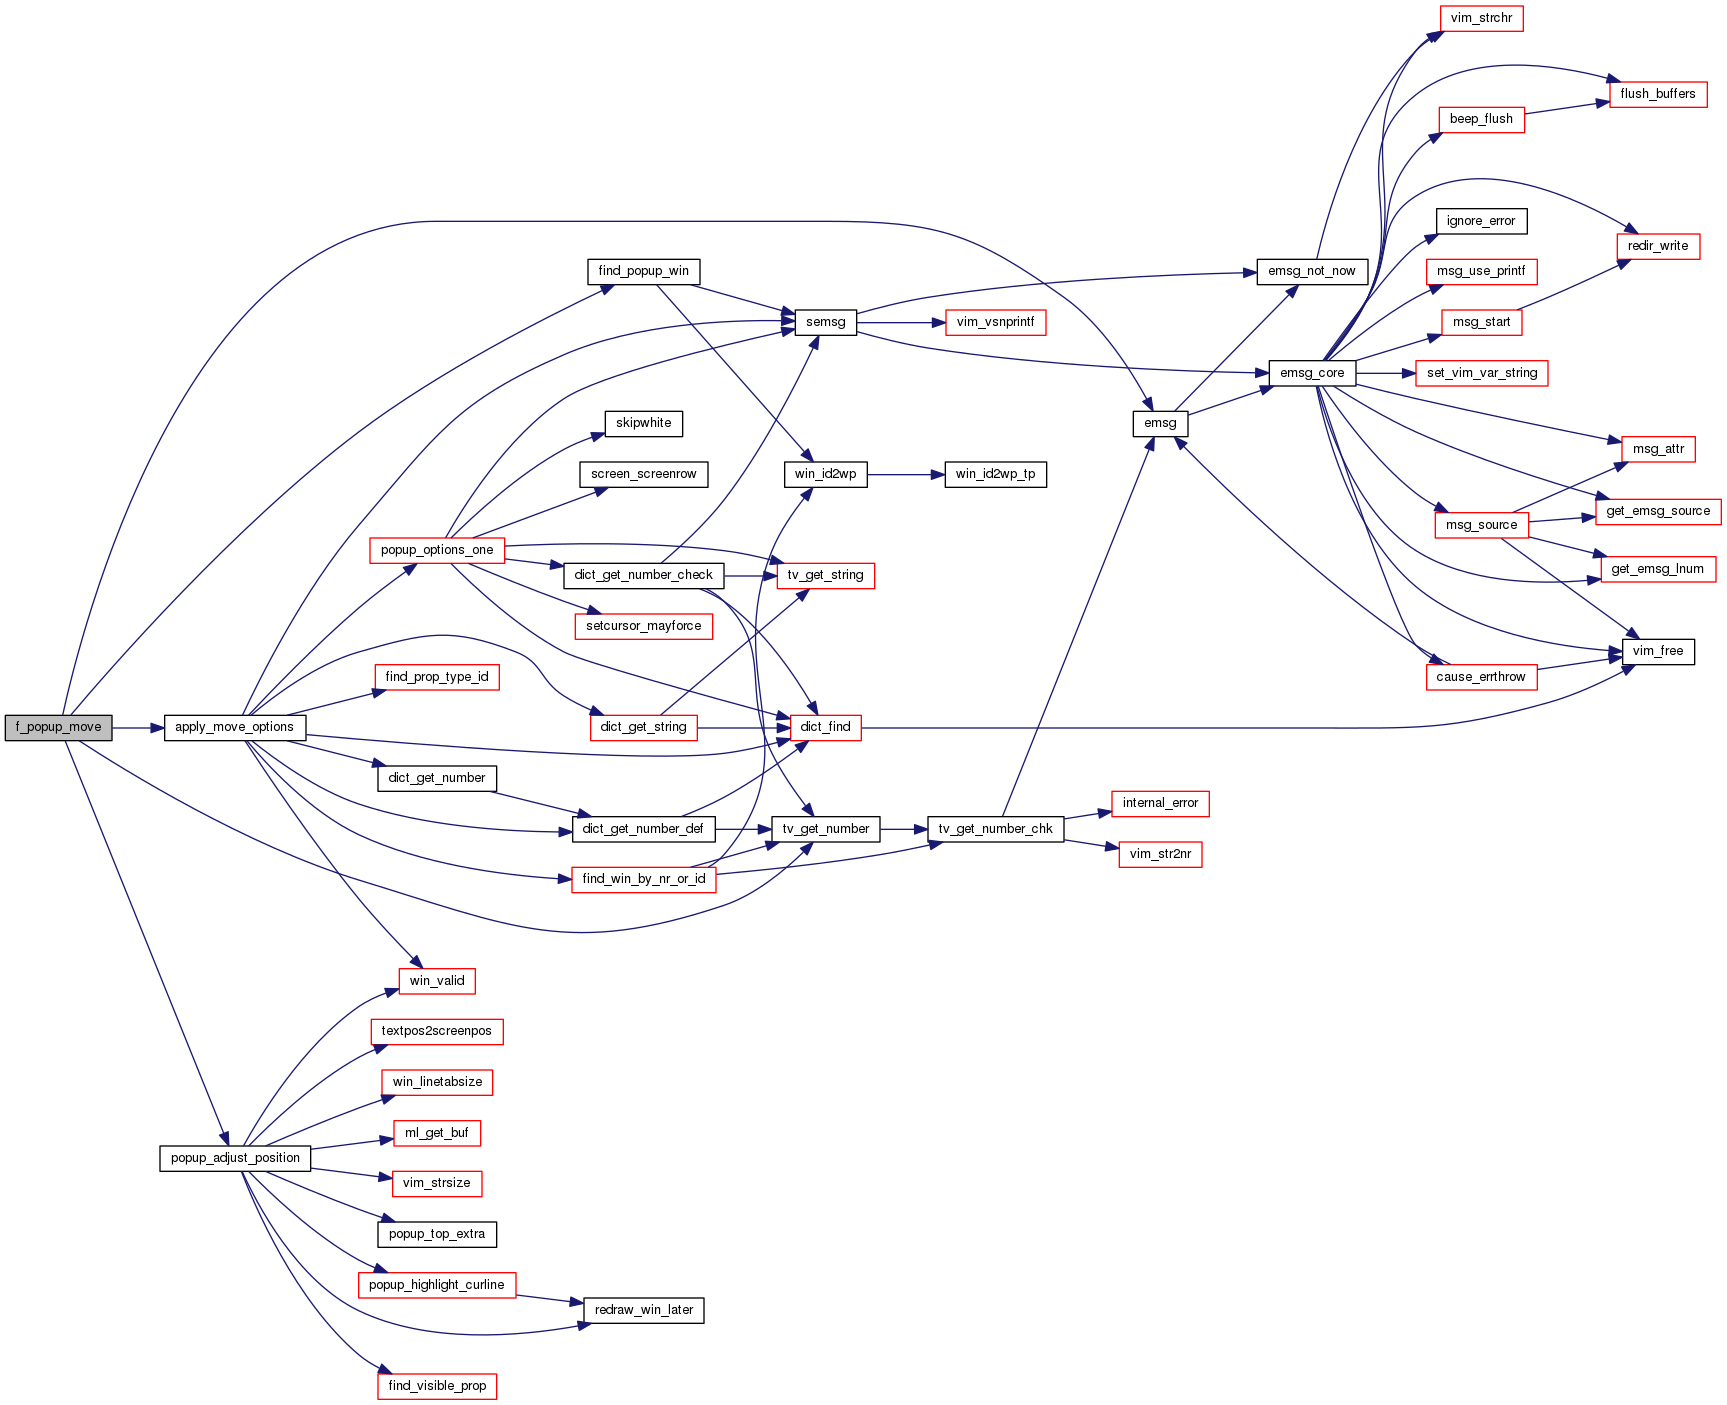 vim_strchr
flush_buffers
beep_flush
ignore_error
redir_write
find_popup_win
emsg_not_now
msg_use_printf
semsg
vim_vsnprintf
msg_start
emsg_core
set_vim_var_string
skipwhite
emsg
msg_attr
screen_screenrow
win_id2wp
win_id2wp_tp
get_emsg_source
msg_source
popup_options_one
dict_get_number_check
tv_get_string
get_emsg_lnum
setcursor_mayforce
vim_free
find_prop_type_id
cause_errthrow
f_popup_move
apply_move_options
dict_get_string
dict_find
dict_get_number
internal_error
dict_get_number_def
tv_get_number
tv_get_number_chk
vim_str2nr
find_win_by_nr_or_id
win_valid
textpos2screenpos
win_linetabsize
ml_get_buf
popup_adjust_position
vim_strsize
popup_top_extra
popup_highlight_curline
redraw_win_later
find_visible_prop